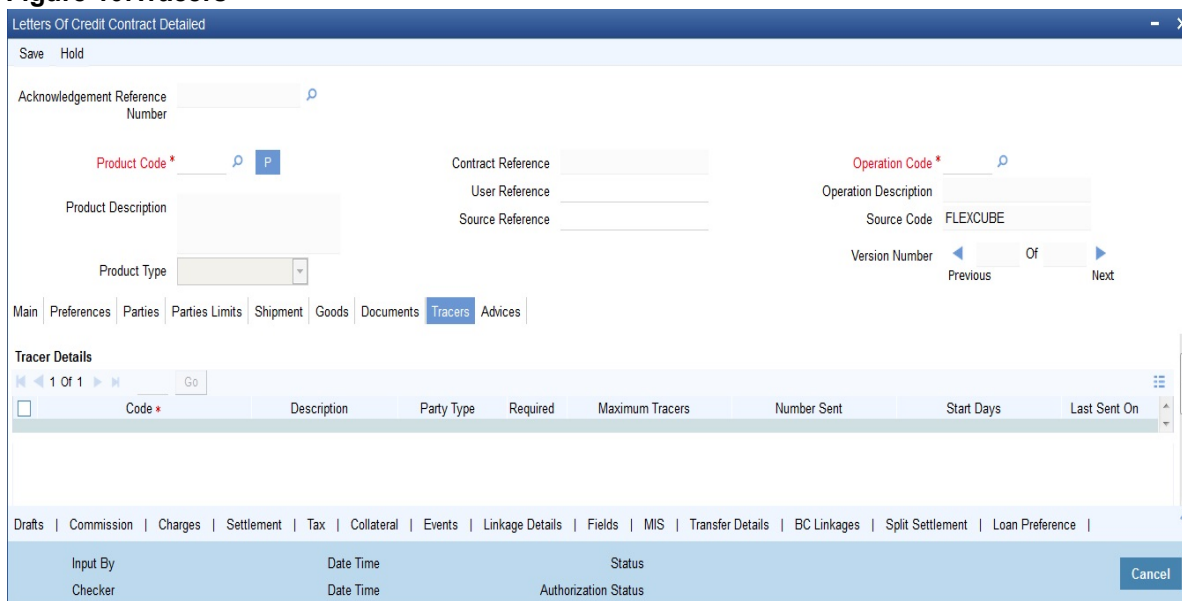 Letters Of Credit Contract Detailed
Save Hold
Acknowledgement Reference
Number
Product Code *
P
Contract Reference
Operation Code *
User Reference
Operation Description
Product Description
Source Reference
Source Code FLEXCUBE
Version Number
Of
Previous
Next
Product Type
Main Preferences Parties Parties Limits Shipment Goods Documents Tracers Advices
Tracer Details
1 Of 1 Go
Code * Description Party Type Required Maximum Tracers Number Sent Start Days Last Sent On
Drafts | Commission | Charges | Settlement | Tax | Collateral | Events | Linkage Details | Fields | MIS | Transfer Details | BC Linkages | Split Settlement | Loan Preference |
Input By Date Time Status
Cancel
Checker Date Time Authorization Status